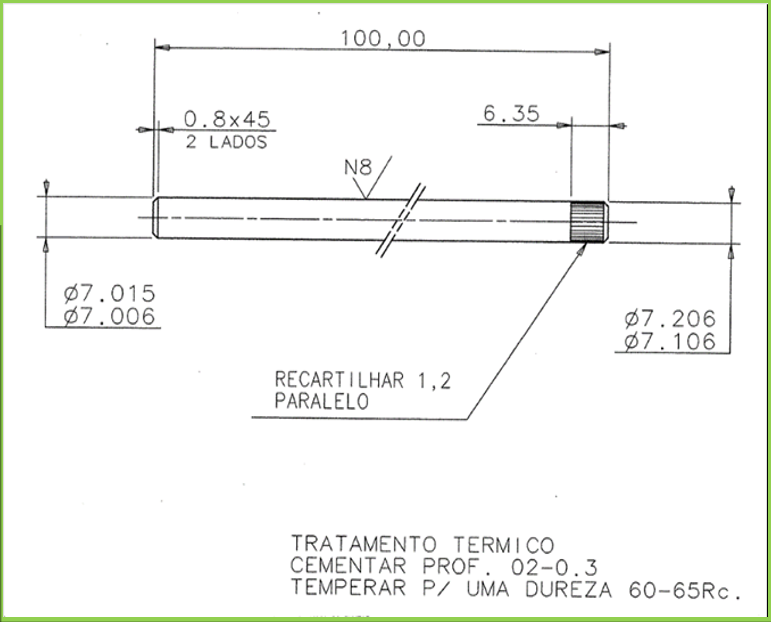 100,00
0.8x45
2 LADOS
6.35
N8
Ø7.015
Ø7.006
Ø7.206
Ø7.106
RECARTILHAR 1,2
PARALELO
TRATAMENTO TERMICO
CEMENTAR PROF. 02-0.3
TEMPERAR P/ UMA DUREZA 60-65Rc.